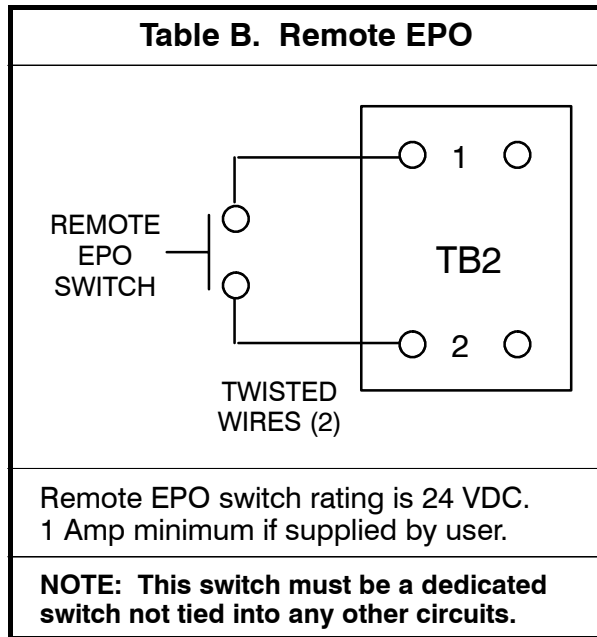 Table B. Remote EPO
1
REMOTE
EPO
SWITCH
TB2
2
TWISTED
WIRES (2)
Remote EPO switch rating is 24 VDC.
1 Amp minimum if supplied by user.
NOTE: This switch must be a dedicated
switch not tied into any other circuits.